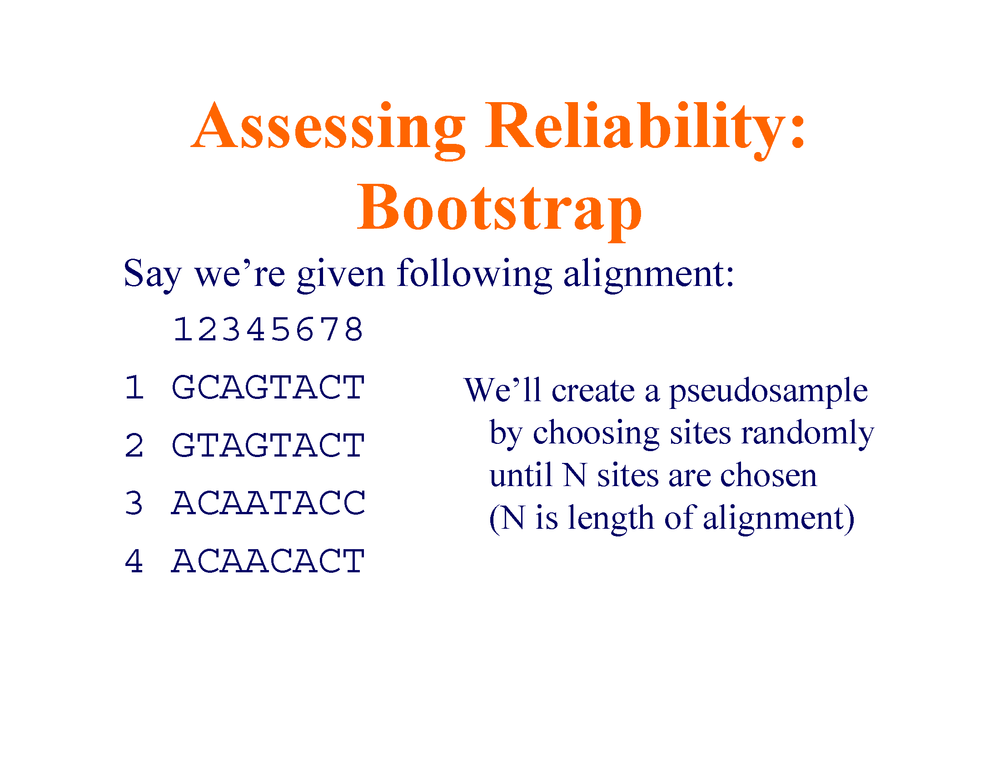 Assessing Reliability:
Bootstrap
Say we’re given following alignment:
12345678
1 GCAGTACT
2 GTAGTACT
3 ACAATACC
4 ACAACACT
We’ll create a pseudosample
by choosing sites randomly
until N sites are chosen
(N is length of alignment)